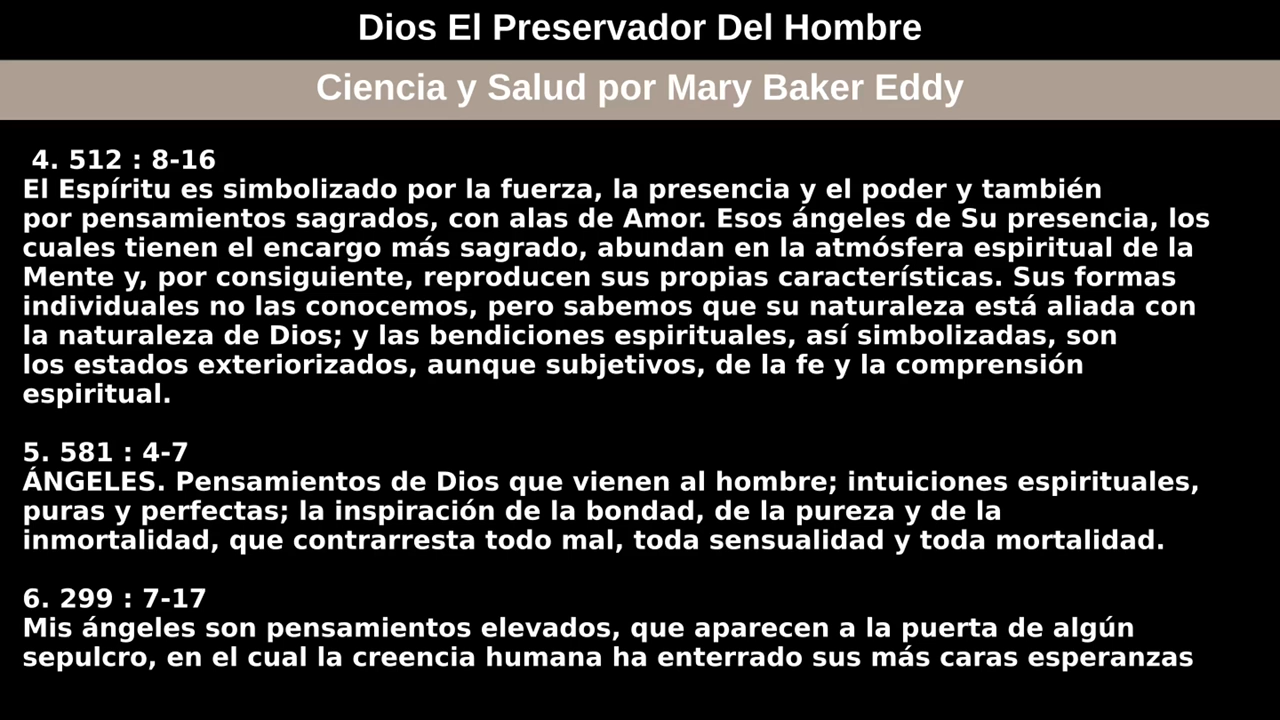 Dios El Preservador Del Hombre
Ciencia y Salud por Mary Baker Eddy
4. 512 : 8-16
El Espíritu es simbolizado por la fuerza, la presencia y el poder y también
por pensamientos sagrados, con alas de Amor. Esos ángeles de Su presencia, los
cuales tienen el encargo más sagrado, abundan en la atmósfera espiritual de la
Mente y, por consiguiente, reproducen sus propias características. Sus formas
individuales no las conocemos, pero sabemos que su naturaleza está aliada con
la naturaleza de Dios; y las bendiciones espirituales, así simbolizadas, son
los estados exteriorizados, aunque subjetivos, de la fe y la comprensión
espiritual.
5. 581 : 4-7
ÁNGELES. Pensamientos de Dios que vienen al hombre; intuiciones espirituales,
puras y perfectas; la inspiración de la bondad, de la pureza y de la
inmortalidad, que contrarresta todo mal, toda sensualidad y toda mortalidad.
6. 299 : 7-17
Mis ángeles son pensamientos elevados, que aparecen a la puerta de algún
sepulcro, en el cual la creencia humana ha enterrado sus más caras esperanzas